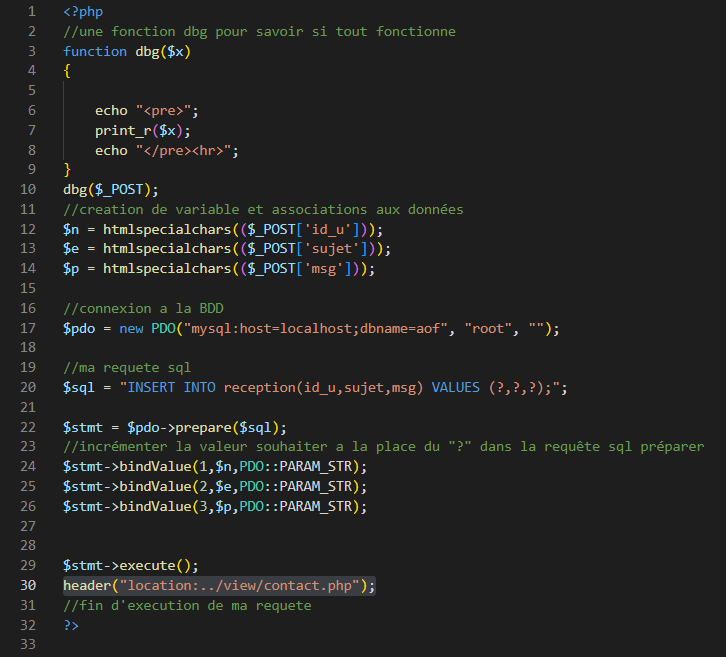 1 <?php
2 //une fonction dbg pour savoir si tout fonctionne
3 function dbg($x)
4 {
5
6     echo "<pre>";
7     print_r($x);
8     echo "</pre><hr>";
9 }
10 dbg($_POST);
11 //creation de variable et associations aux données
12 $n = htmlspecialchars(($_POST['id_u']));
13 $e = htmlspecialchars(($_POST['sujet']));
14 $p = htmlspecialchars(($_POST['msg']));
15
16 //connexion a la BDD
17 $pdo = new PDO("mysql:host=localhost;dbname=aof", "root", "");
18
19 //ma requete sql
20 $sql = "INSERT INTO reception(id_u,sujet,msg) VALUES (?,?,?);";
21
22 $stmt = $pdo->prepare($sql);
23 //incrémenter la valeur souhaiter a la place du "?" dans la requête sql préparer
24 $stmt->bindValue(1,$n,PDO::PARAM_STR);
25 $stmt->bindValue(2,$e,PDO::PARAM_STR);
26 $stmt->bindValue(3,$p,PDO::PARAM_STR);
27
28
29 $stmt->execute();
30 header("location:../view/contact.php");
31 //fin d'execution de ma requete
32 ?>
33